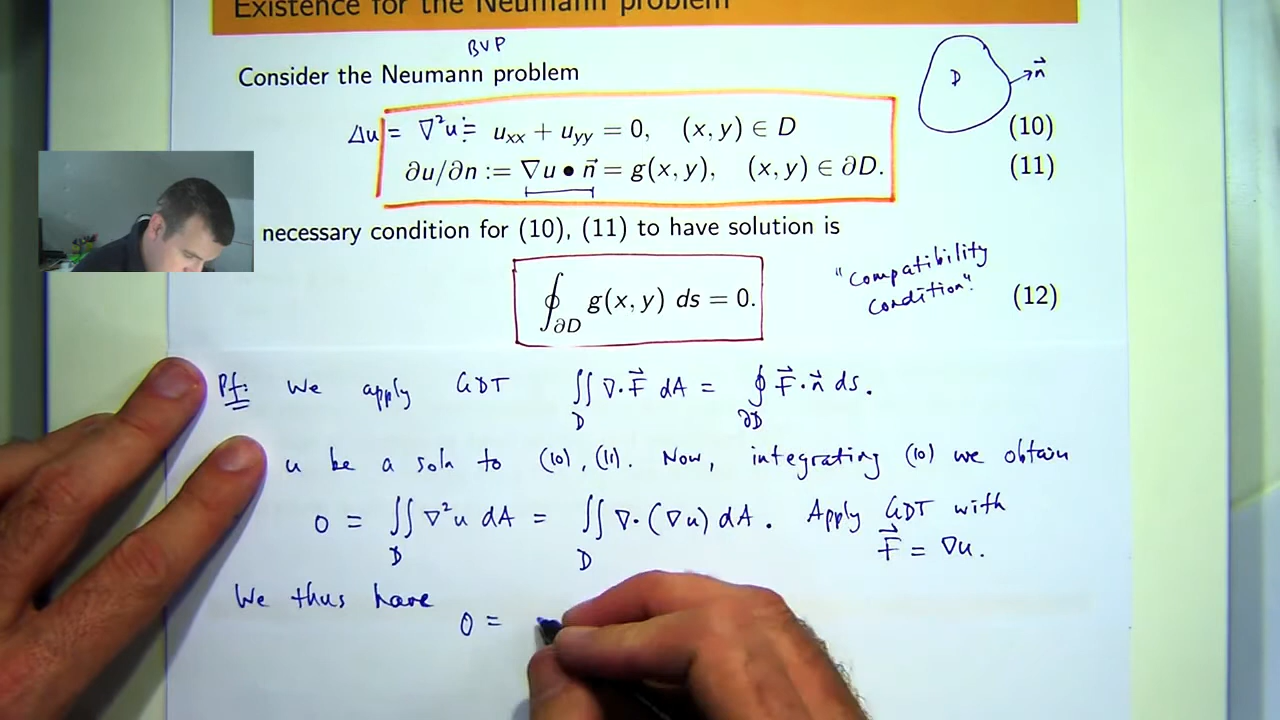 Existence for the Neumann problem
BVP
Consider the Neumann problem
D n⃗
Δu = ∇²u := u_xx + u_yy = 0, (x, y) ∈ D (10)
∂u/∂n := ∇u • n⃗ = g(x, y), (x, y) ∈ ∂D. (11)
necessary condition for (10), (11) to have solution is
∮_∂D g(x, y) ds = 0. (12)
"Compatibility
condition".
Pf: We apply GDT ∬_D ∇·F⃗ dA = ∮_∂D F⃗·n⃗ ds.
u be a soln to (10), (11). Now, integrating (10) we obtain
0 = ∬_D ∇²u dA = ∬_D ∇·(∇u) dA. Apply GDT with
F⃗ = ∇u.
We thus have
0 =